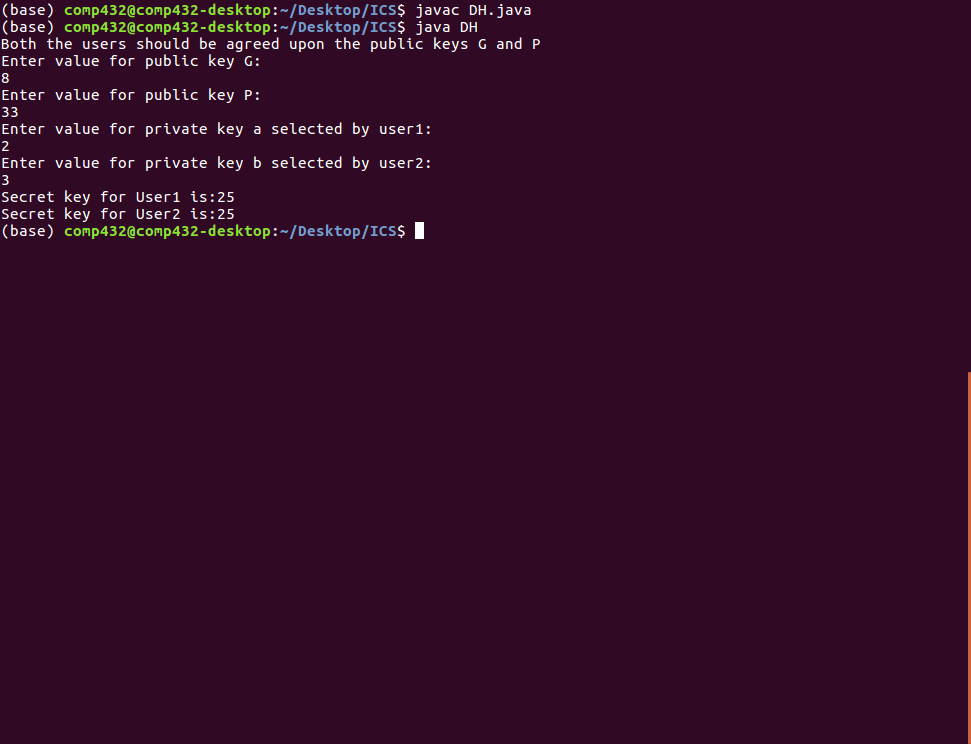 (base) comp432@comp432-desktop:~/Desktop/ICS$ javac DH.java
(base) comp432@comp432-desktop:~/Desktop/ICS$ java DH
Both the users should be agreed upon the public keys G and P
Enter value for public key G:
8
Enter value for public key P:
33
Enter value for private key a selected by user1:
2
Enter value for private key b selected by user2:
3
Secret key for User1 is:25
Secret key for User2 is:25
(base) comp432@comp432-desktop:~/Desktop/ICS$